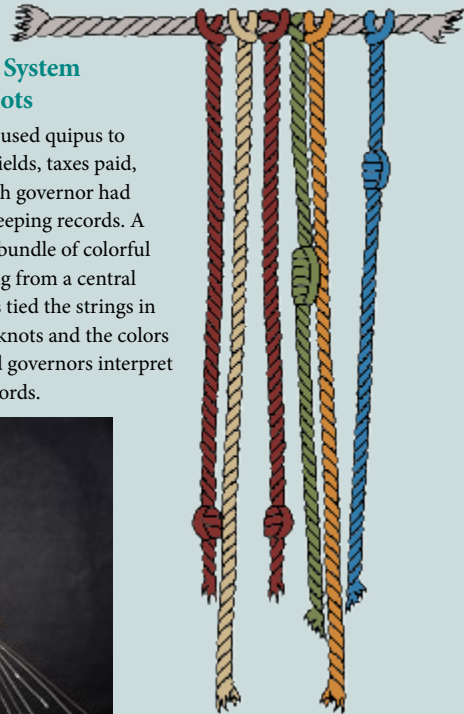 System
ots
used quipus to
ields, taxes paid,
h governor had
eeping records. A
bundle of colorful
g from a central
s tied the strings in
knots and the colors
l governors interpret
ords.